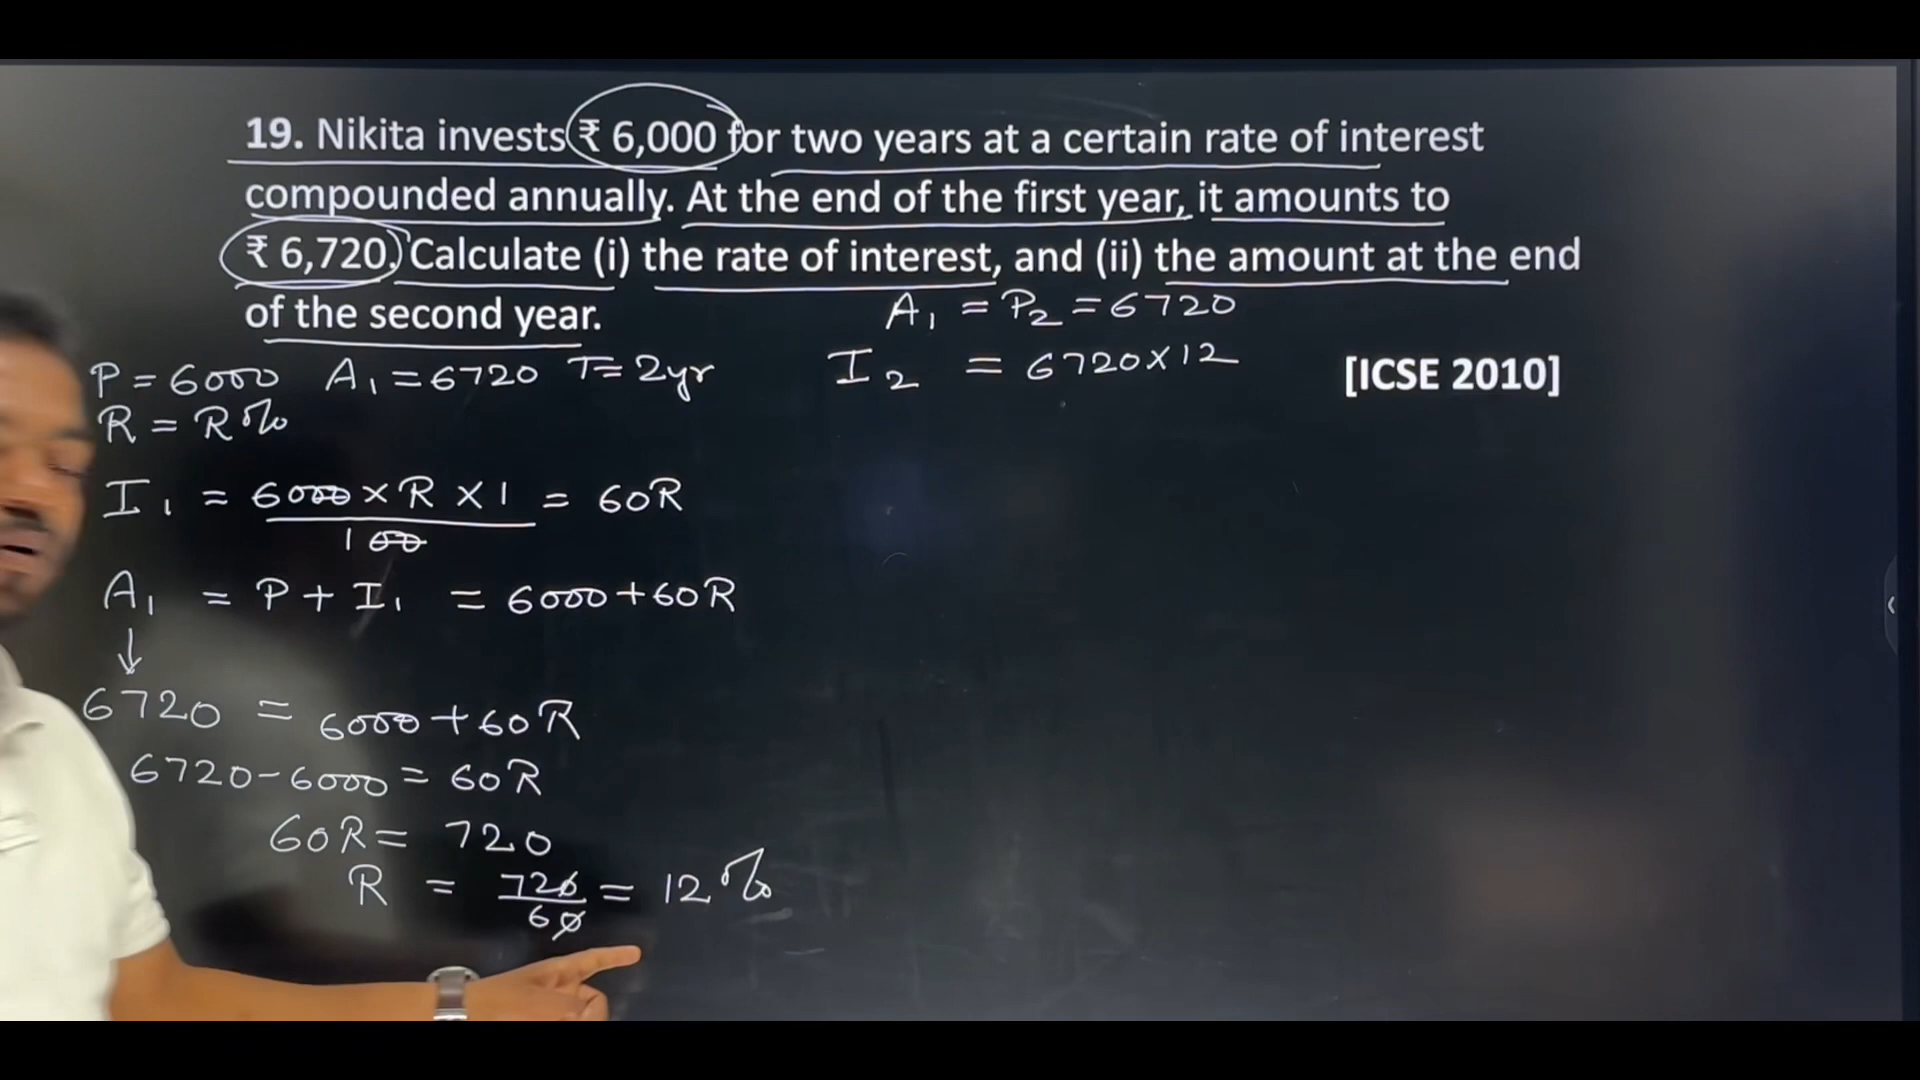 19. Nikita invests ₹ 6,000 for two years at a certain rate of interest
compounded annually. At the end of the first year, it amounts to
₹ 6,720. Calculate (i) the rate of interest, and (ii) the amount at the end
of the second year.
A₁ = P₂ = 6720
P = 6000 A₁ = 6720 T = 2yr
I₂ = 6720 × 12
[ICSE 2010]
R = R%
I₁ = 6000 × R × 1 = 60R
100
A₁ = P + I₁ = 6000 + 60R
↓
6720 = 6000 + 60R
6720 - 6000 = 60R
60R = 720
R = 720 = 12%
60